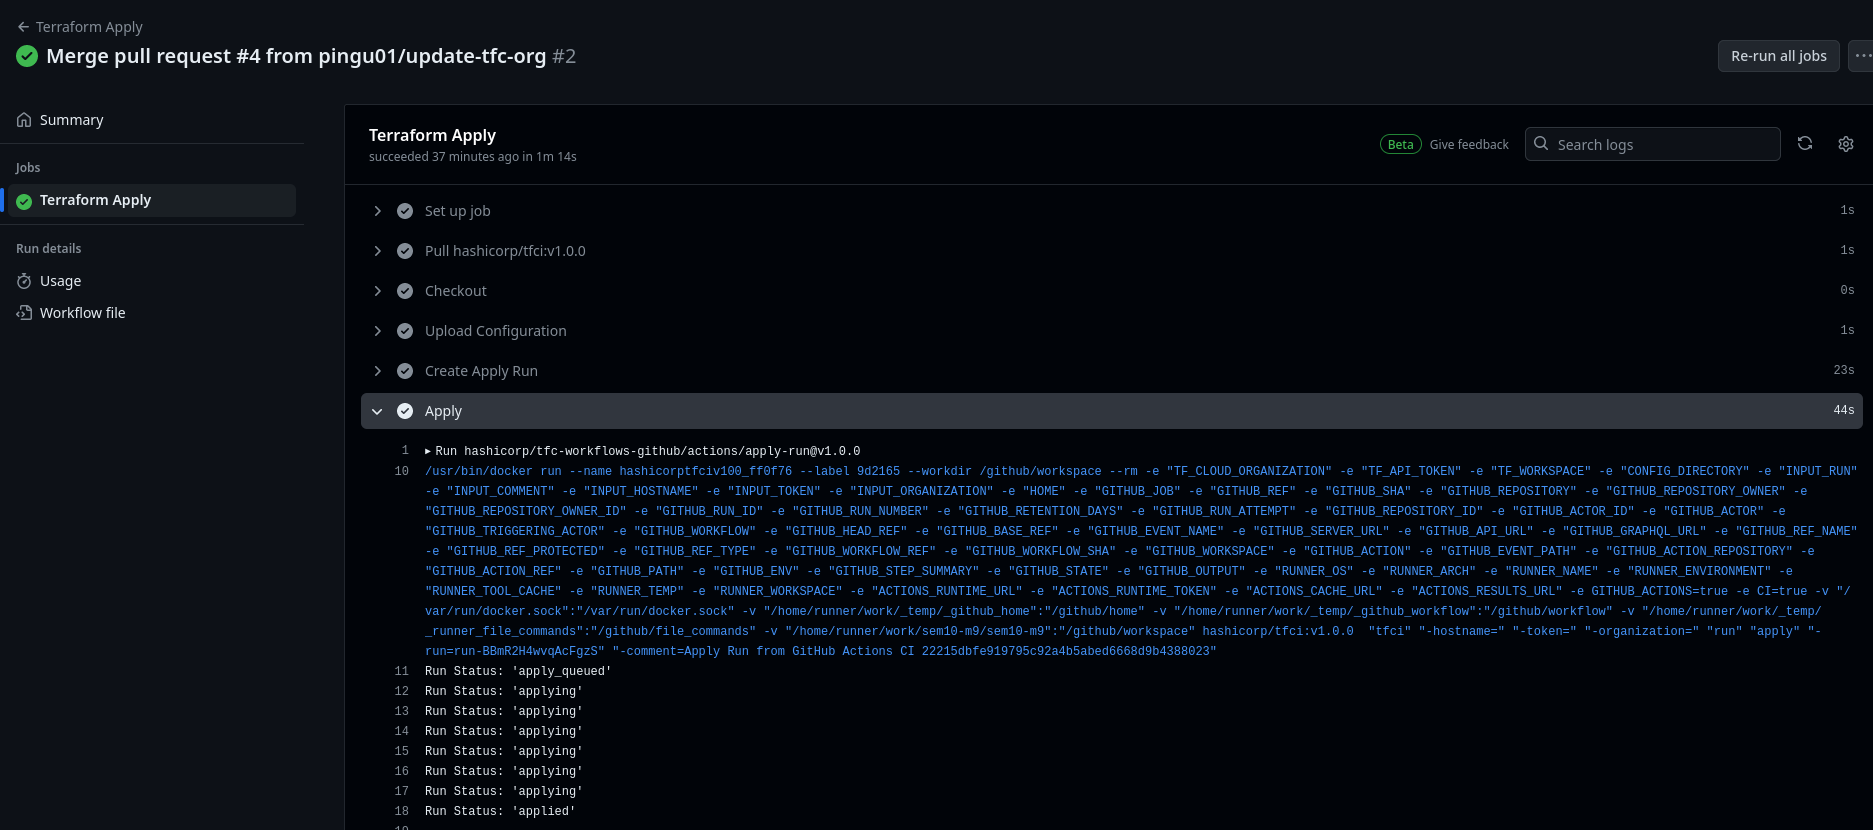 Terraform Apply
Merge pull request #4 from pingu01/update-tfc-org #2
Re-run all jobs
Summary
Jobs
Terraform Apply
Run details
Usage
Workflow file
Terraform Apply
succeeded 37 minutes ago in 1m 14s
Beta Give feedback
Search logs
Set up job 1s
Pull hashicorp/tfci:v1.0.0 1s
Checkout 0s
Upload Configuration 1s
Create Apply Run 23s
Apply 44s
1 ▸ Run hashicorp/tfc-workflows-github/actions/apply-run@v1.0.0
10 /usr/bin/docker run --name hashicorptfciv100_ff0f76 --label 9d2165 --workdir /github/workspace --rm -e "TF_CLOUD_ORGANIZATION" -e "TF_API_TOKEN" -e "TF_WORKSPACE" -e "CONFIG_DIRECTORY" -e "INPUT_RUN"
-e "INPUT_COMMENT" -e "INPUT_HOSTNAME" -e "INPUT_TOKEN" -e "INPUT_ORGANIZATION" -e "HOME" -e "GITHUB_JOB" -e "GITHUB_REF" -e "GITHUB_SHA" -e "GITHUB_REPOSITORY" -e "GITHUB_REPOSITORY_OWNER" -e
"GITHUB_REPOSITORY_OWNER_ID" -e "GITHUB_RUN_ID" -e "GITHUB_RUN_NUMBER" -e "GITHUB_RETENTION_DAYS" -e "GITHUB_RUN_ATTEMPT" -e "GITHUB_REPOSITORY_ID" -e "GITHUB_ACTOR_ID" -e "GITHUB_ACTOR" -e
"GITHUB_TRIGGERING_ACTOR" -e "GITHUB_WORKFLOW" -e "GITHUB_HEAD_REF" -e "GITHUB_BASE_REF" -e "GITHUB_EVENT_NAME" -e "GITHUB_SERVER_URL" -e "GITHUB_API_URL" -e "GITHUB_GRAPHQL_URL" -e "GITHUB_REF_NAME"
-e "GITHUB_REF_PROTECTED" -e "GITHUB_REF_TYPE" -e "GITHUB_WORKFLOW_REF" -e "GITHUB_WORKFLOW_SHA" -e "GITHUB_WORKSPACE" -e "GITHUB_ACTION" -e "GITHUB_EVENT_PATH" -e "GITHUB_ACTION_REPOSITORY" -e
"GITHUB_ACTION_REF" -e "GITHUB_PATH" -e "GITHUB_ENV" -e "GITHUB_STEP_SUMMARY" -e "GITHUB_STATE" -e "GITHUB_OUTPUT" -e "RUNNER_OS" -e "RUNNER_ARCH" -e "RUNNER_NAME" -e "RUNNER_ENVIRONMENT" -e
"RUNNER_TOOL_CACHE" -e "RUNNER_TEMP" -e "RUNNER_WORKSPACE" -e "ACTIONS_RUNTIME_URL" -e "ACTIONS_RUNTIME_TOKEN" -e "ACTIONS_CACHE_URL" -e "ACTIONS_RESULTS_URL" -e GITHUB_ACTIONS=true -e CI=true -v "/
var/run/docker.sock":"/var/run/docker.sock" -v "/home/runner/work/_temp/_github_home":"/github/home" -v "/home/runner/work/_temp/_github_workflow":"/github/workflow" -v "/home/runner/work/_temp/
_runner_file_commands":"/github/file_commands" -v "/home/runner/work/sem10-m9/sem10-m9":"/github/workspace" hashicorp/tfci:v1.0.0 "tfci" "-hostname=" "-token=" "-organization=" "run" "apply" "-
run=run-BBmR2H4wvqAcFgzS" "-comment=Apply Run from GitHub Actions CI 22215dbfe919795c92a4b5abed6668d9b4388023"
11 Run Status: 'apply_queued'
12 Run Status: 'applying'
13 Run Status: 'applying'
14 Run Status: 'applying'
15 Run Status: 'applying'
16 Run Status: 'applying'
17 Run Status: 'applying'
18 Run Status: 'applied'